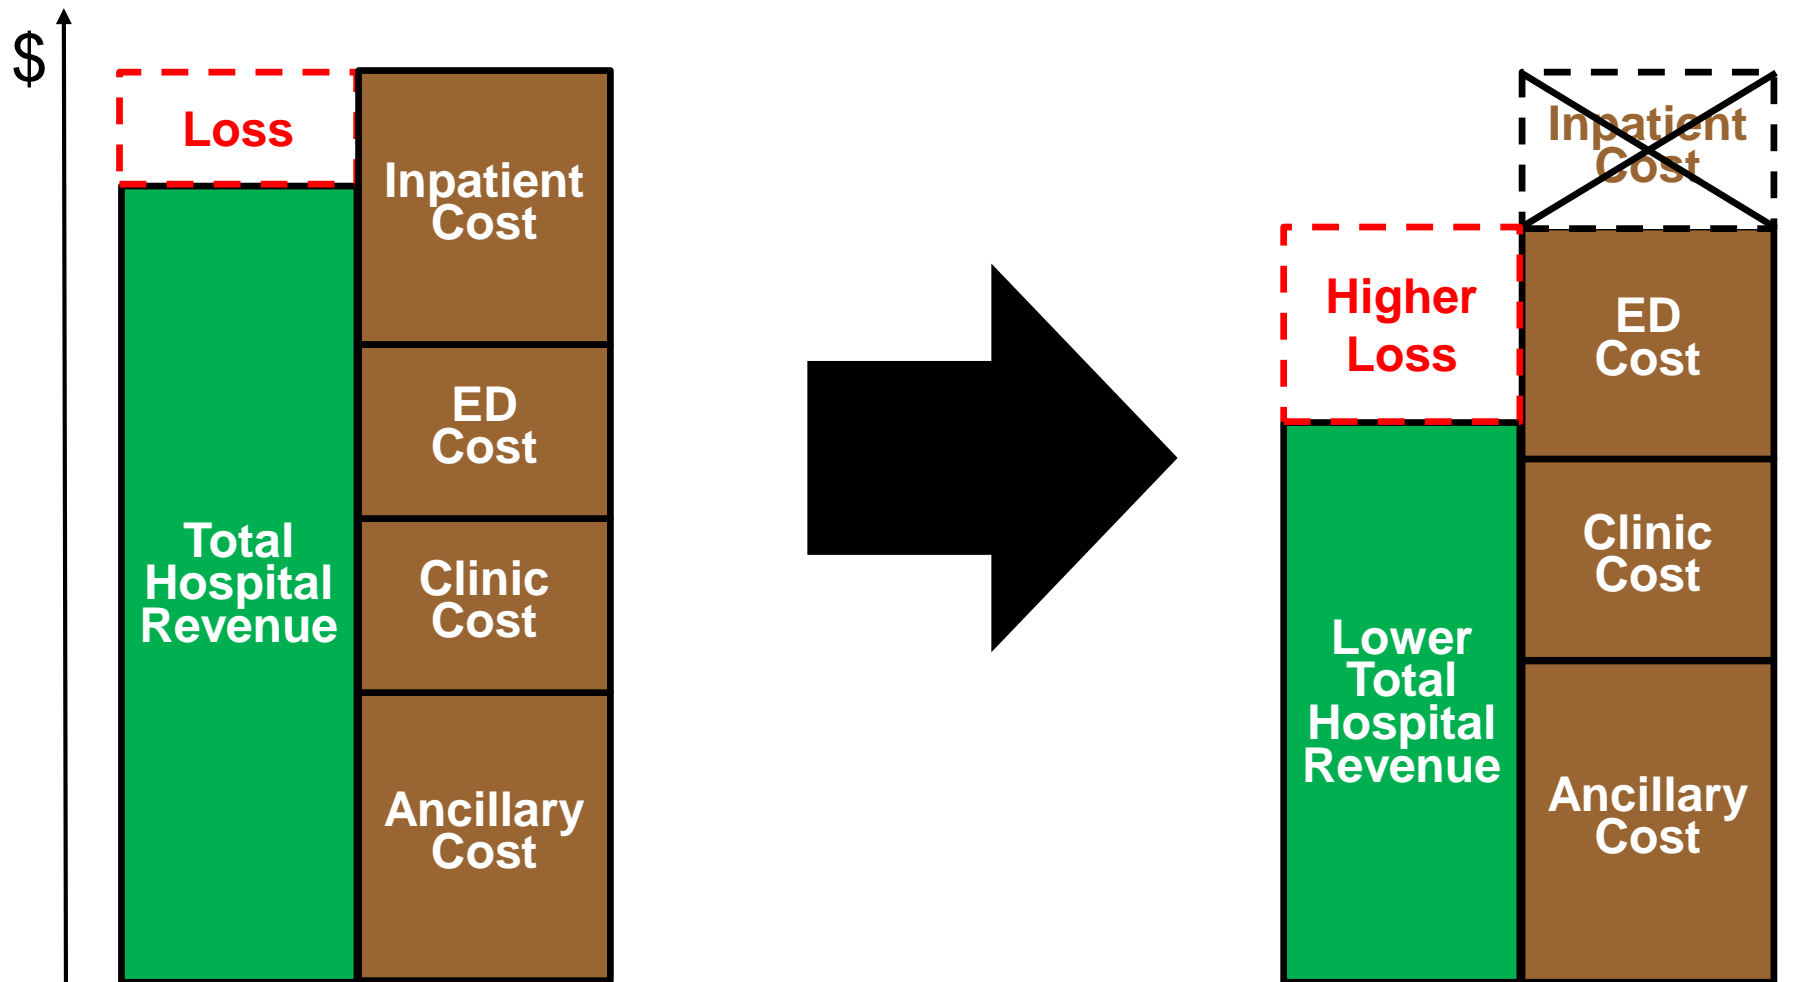 $
Loss
Inpatient
Cost
ED
Cost
Clinic
Cost
Total
Hospital
Revenue
Ancillary
Cost
Inpatient
Cost
Higher
Loss
ED
Cost
Clinic
Cost
Lower
Total
Hospital
Revenue
Ancillary
Cost